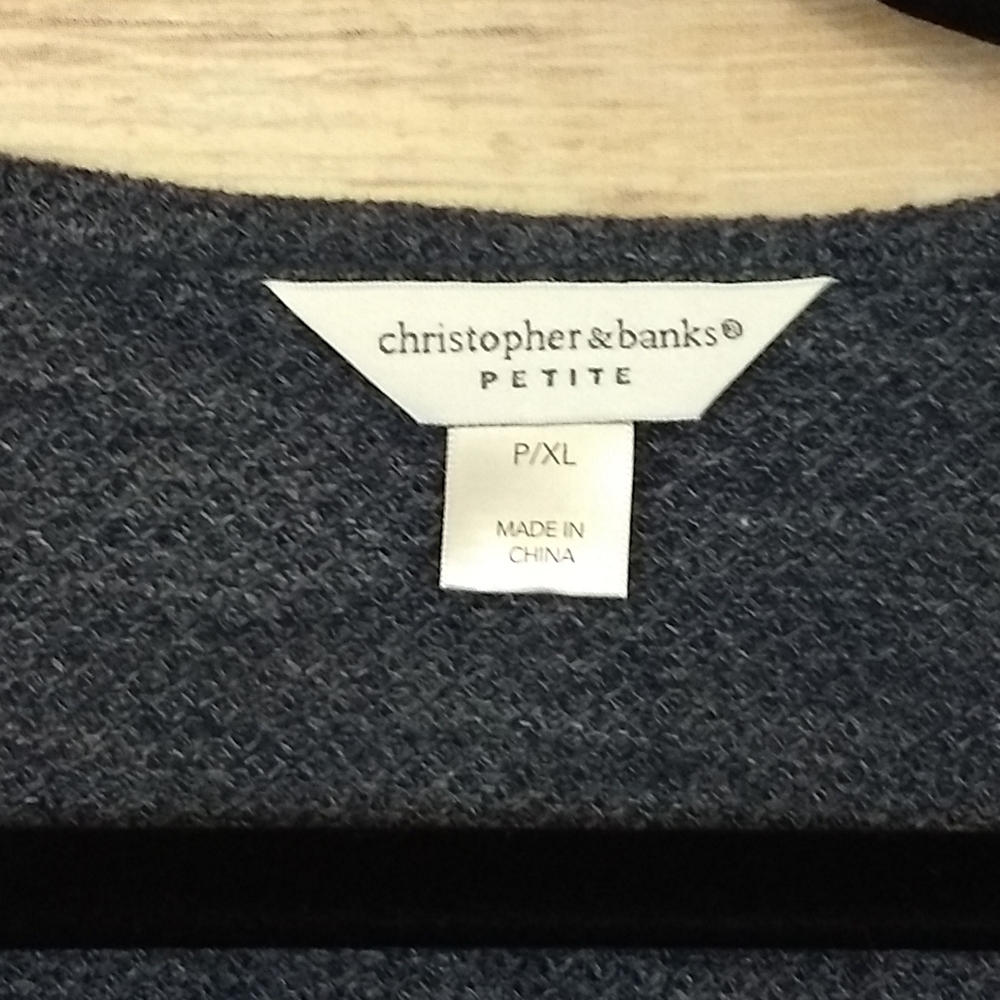 christopher&banks®
PETITE
P/XL
MADE IN
CHINA